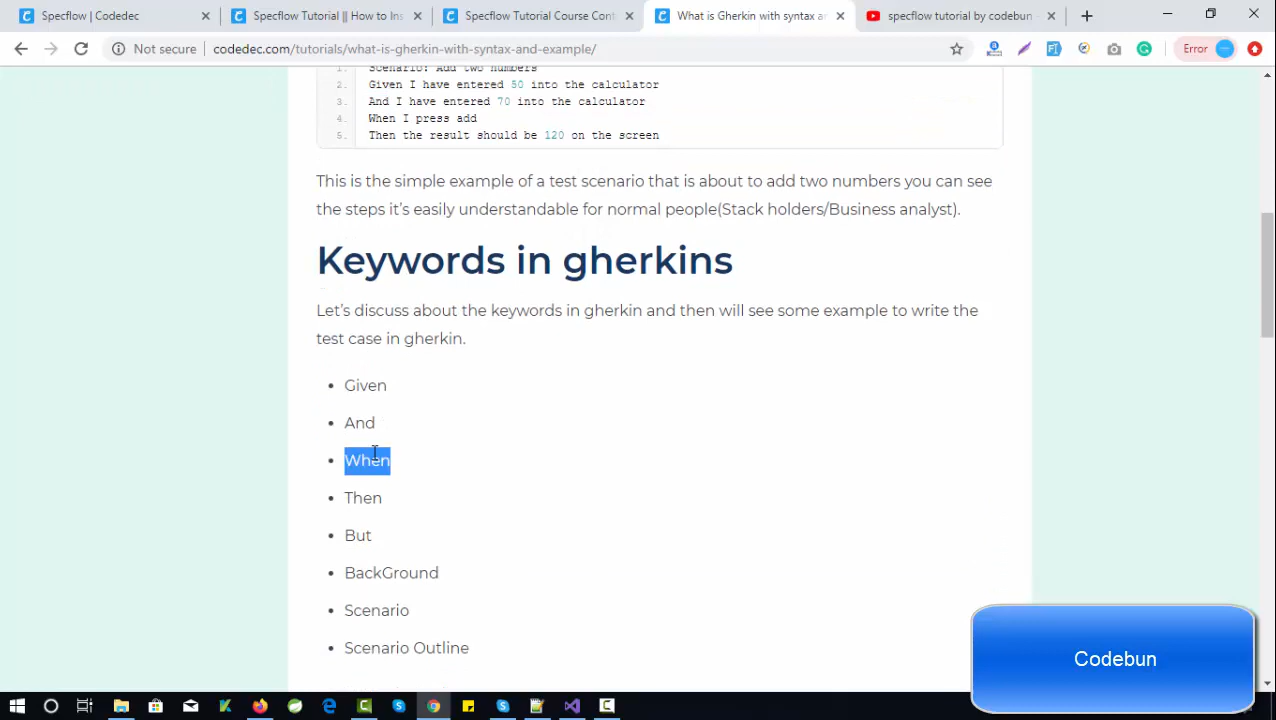 Specflow | Codedec
Specflow Tutorial || How to Ins
Specflow Tutorial Course Cont
What is Gherkin with syntax a
specflow tutorial by codebun -
Not secure
codedec.com/tutorials/what-is-gherkin-with-syntax-and-example/
Error
1. Scenario: Add two numbers
2. Given I have entered 50 into the calculator
3. And I have entered 70 into the calculator
4. When I press add
5. Then the result should be 120 on the screen
This is the simple example of a test scenario that is about to add two numbers you can see
the steps it’s easily understandable for normal people(Stack holders/Business analyst).
Keywords in gherkins
Let’s discuss about the keywords in gherkin and then will see some example to write the
test case in gherkin.
• Given
• And
• When
• Then
• But
• BackGround
• Scenario
• Scenario Outline
Codebun